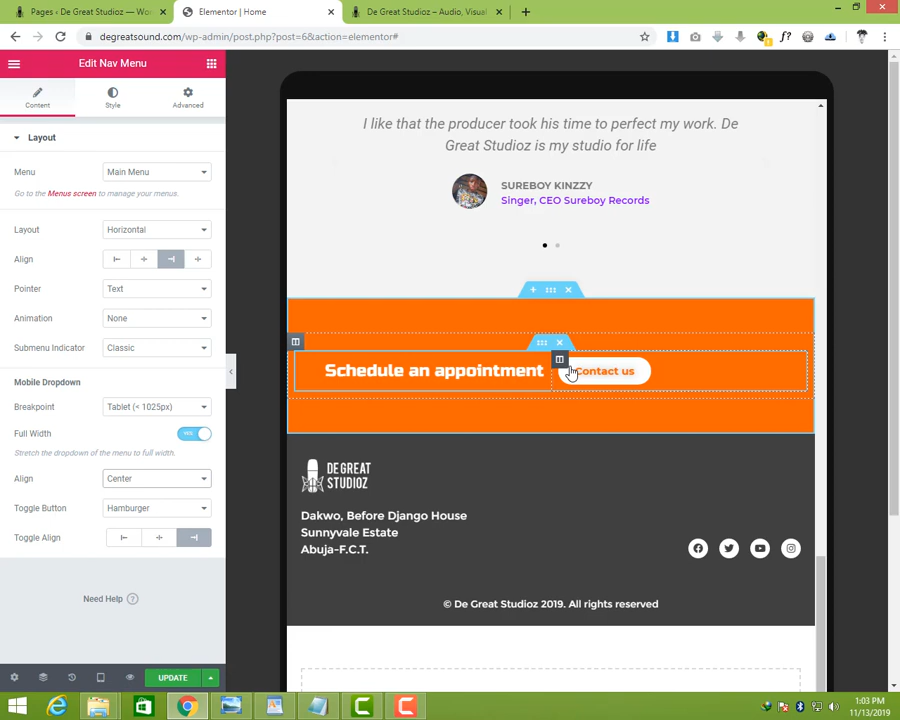 Pages ‹ De Great Studioz — Wor
Elementor | Home
De Great Studioz – Audio, Visual
degreatsound.com/wp-admin/post.php?post=6&action=elementor#
Edit Nav Menu
Content
Style
Advanced
Layout
Menu
Main Menu
Go to the Menus screen to manage your menus.
Layout
Horizontal
Align
Pointer
Text
Animation
None
Submenu Indicator
Classic
Mobile Dropdown
Breakpoint
Tablet (< 1025px)
Full Width
YES
Stretch the dropdown of the menu to full width.
Align
Center
Toggle Button
Hamburger
Toggle Align
Need Help
UPDATE
I like that the producer took his time to perfect my work. De
Great Studioz is my studio for life
SUREBOY KINZZY
Singer, CEO Sureboy Records
Schedule an appointment
Contact us
DE GREAT
STUDIOZ
Dakwo, Before Django House
Sunnyvale Estate
Abuja-F.C.T.
© De Great Studioz 2019. All rights reserved
1:03 PM
11/13/2019